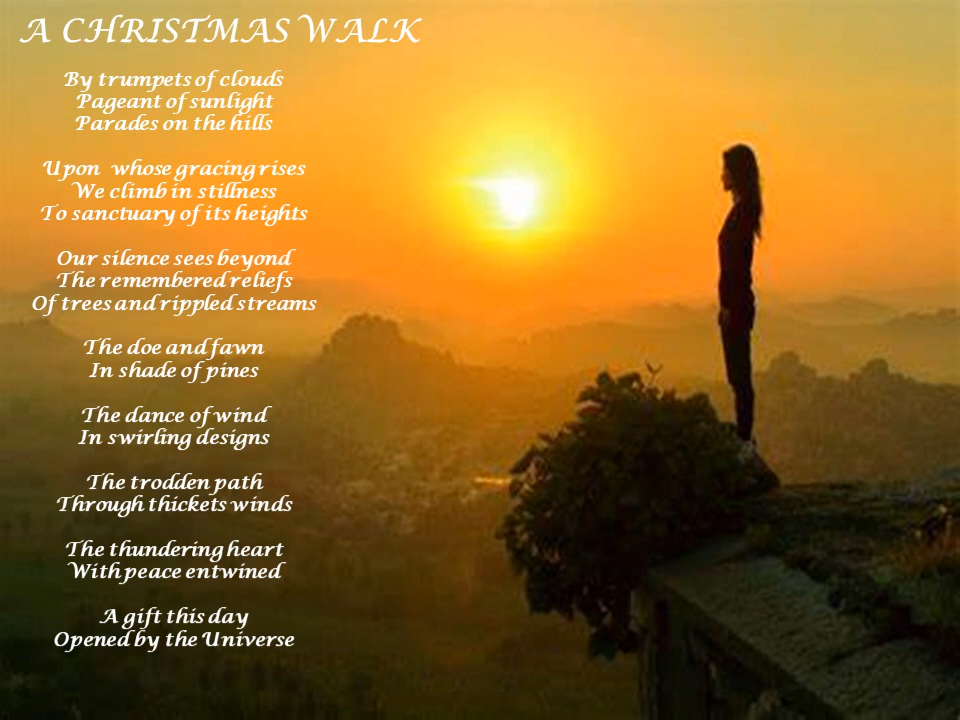 A CHRISTMAS WALK
By trumpets of clouds
Pageant of sunlight
Parades on the hills
Upon whose gracing rises
We climb in stillness
To sanctuary of its heights
Our silence sees beyond
The remembered reliefs
Of trees and rippled streams
The doe and fawn
In shade of pines
The dance of wind
In swirling designs
The trodden path
Through thickets winds
The thundering heart
With peace entwined
A gift this day
Opened by the Universe